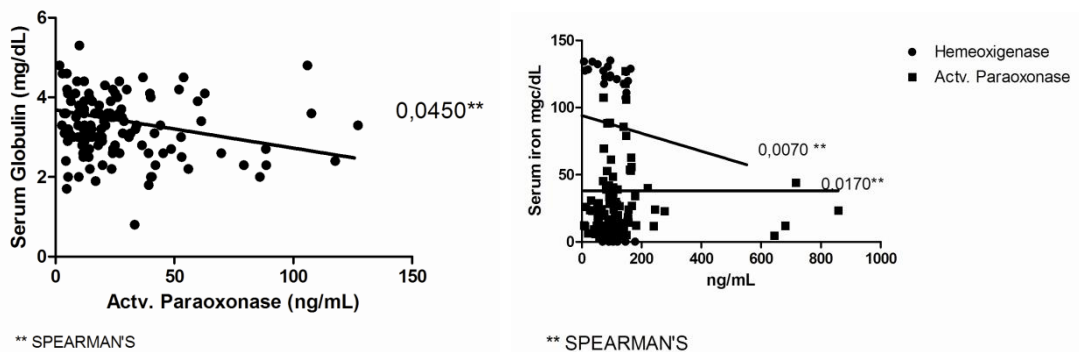 6
4
2
0
Serum Globulin (mg/dL)
0,0450**
0 50 100 150
Actv. Paraoxonase (ng/mL)
** SPEARMAN'S
150
100
50
0
Serum iron mgc/dL
0,0070 **
0,0170**
0 200 400 600 800 1000
ng/mL
Hemeoxigenase
Actv. Paraoxonase
** SPEARMAN'S